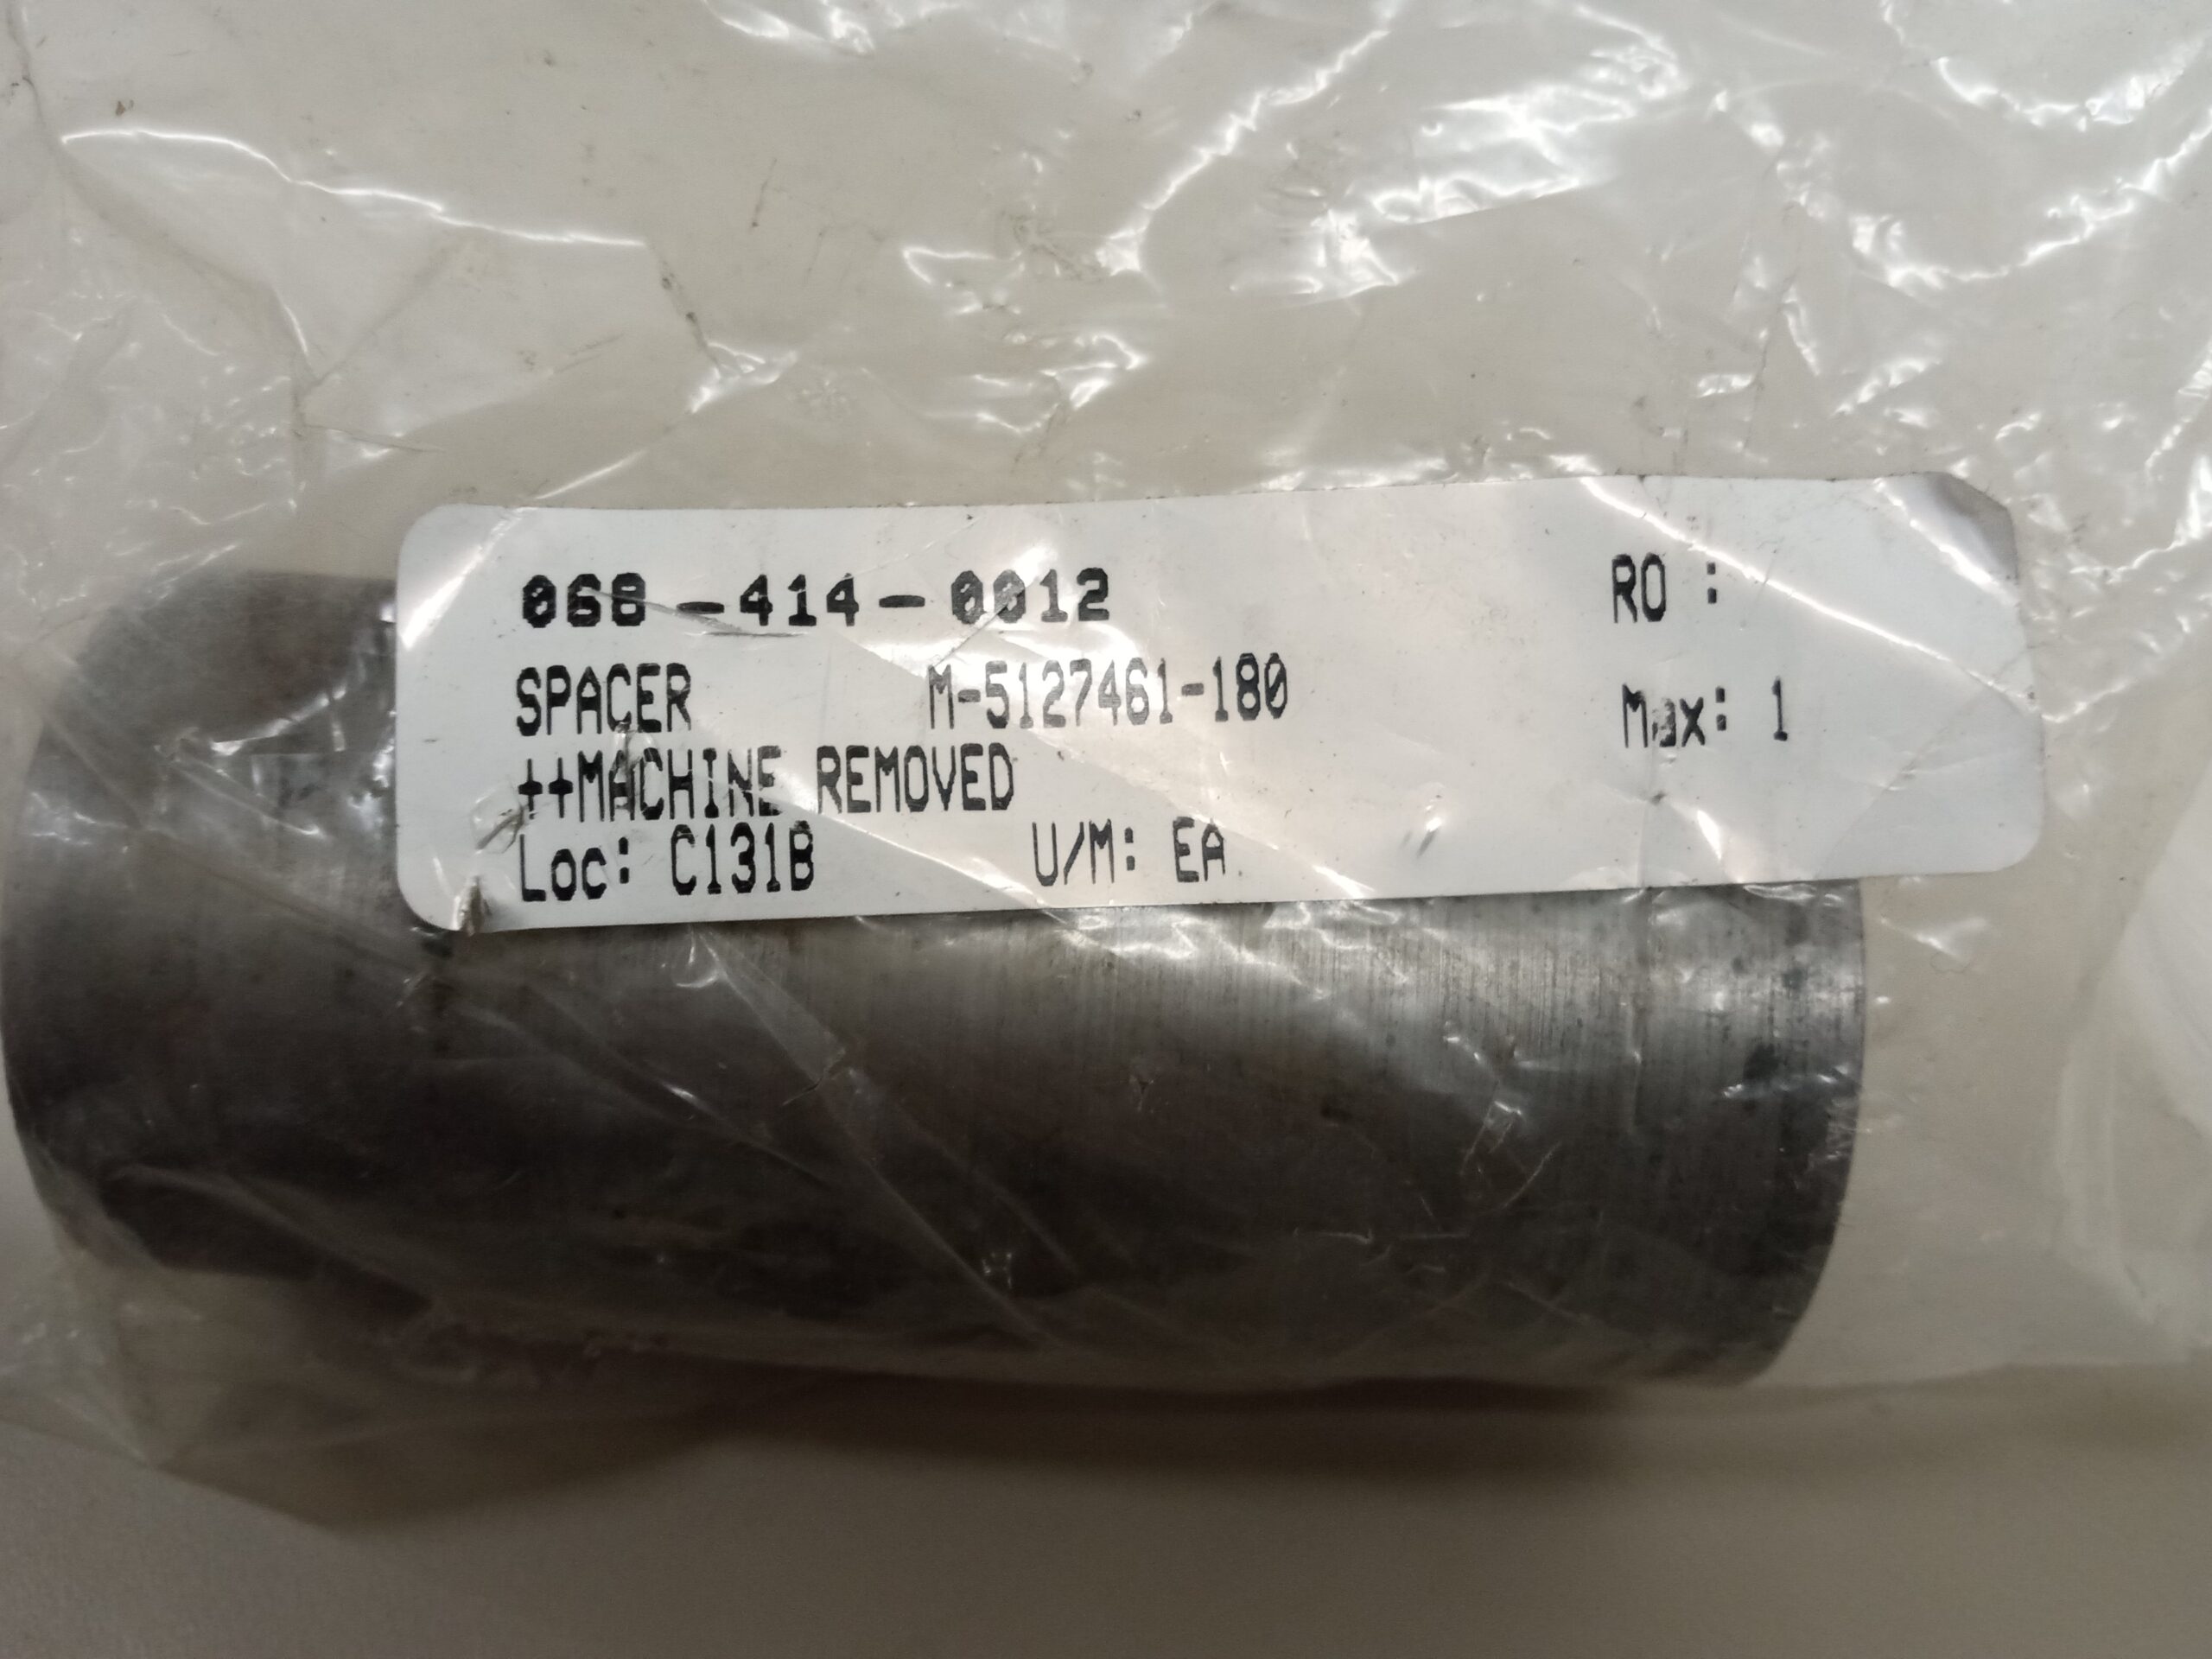 068-414-0012 RO :
SPACER M-5127461-180 Max: 1
++MACHINE REMOVED
Loc: C131B U/M: EA